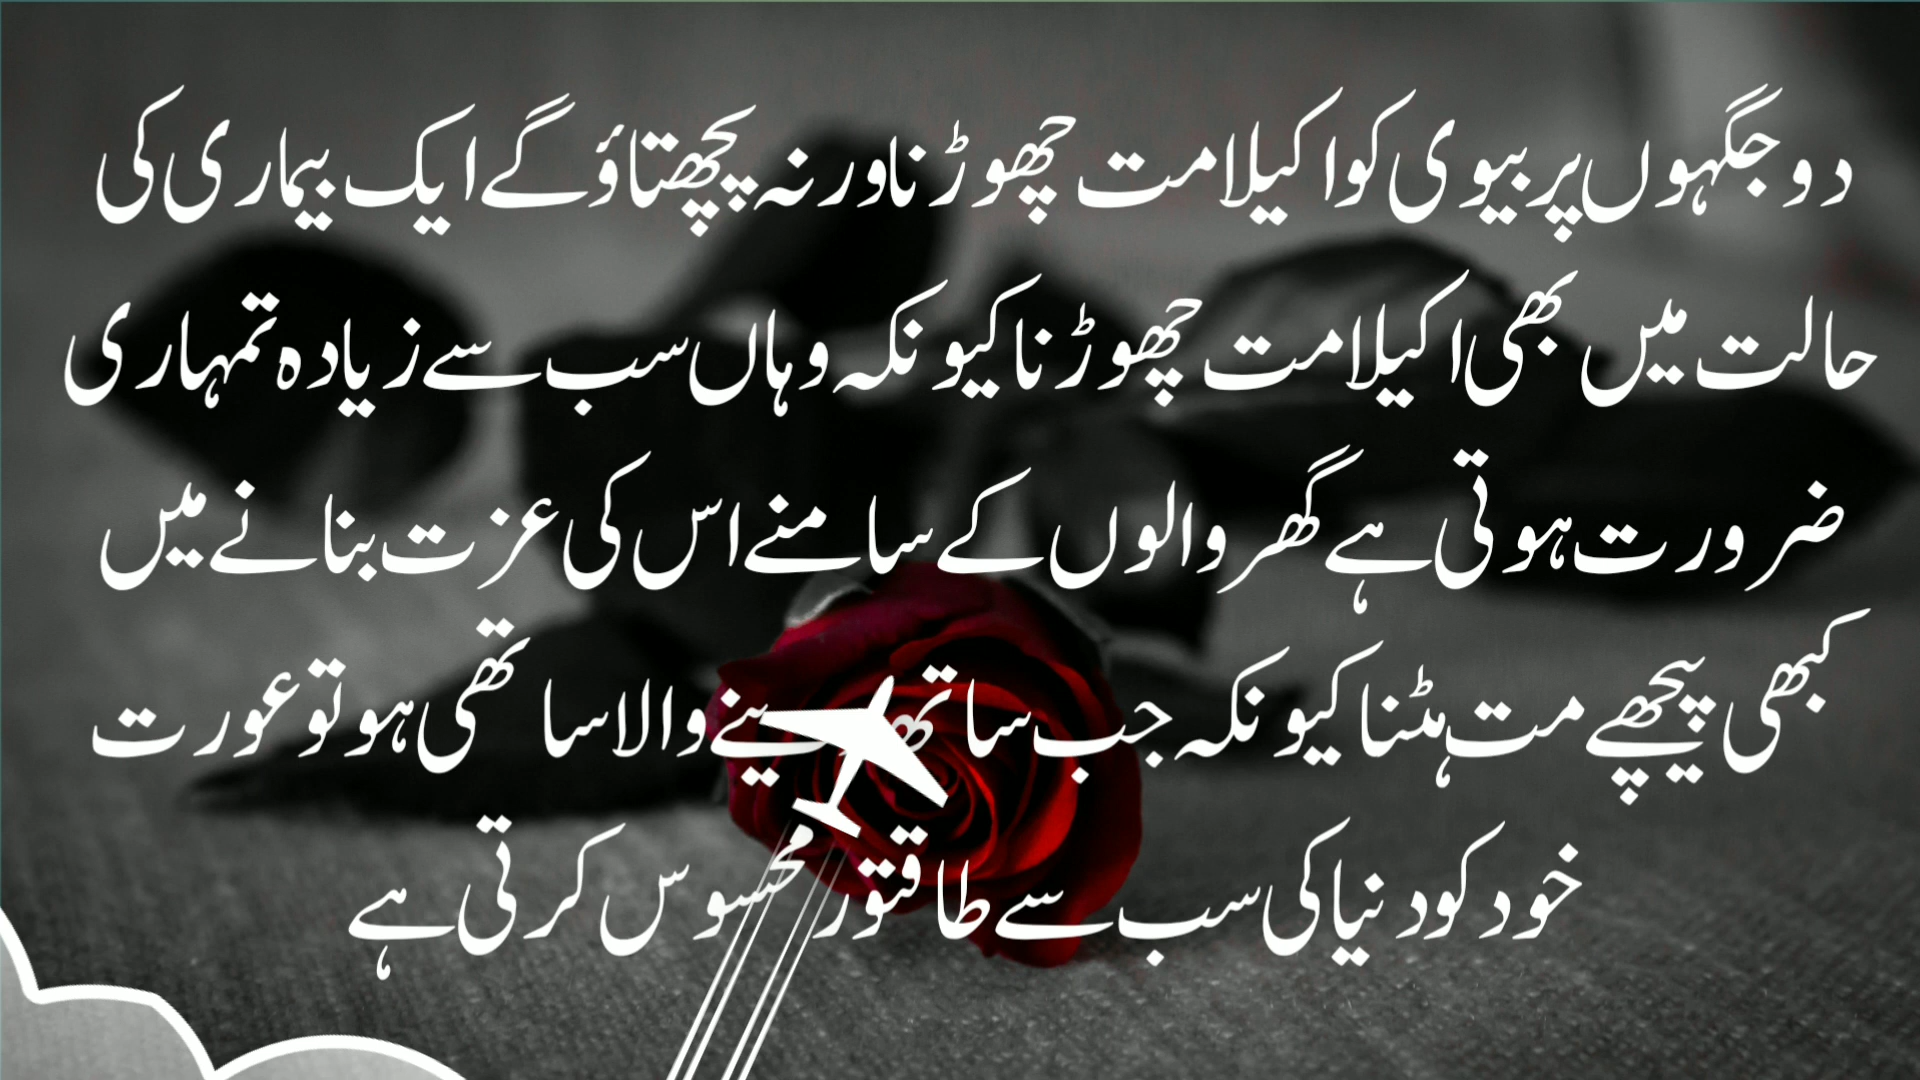 دو جگہوں پر بیوی کو اکیلا مت چھوڑنا ورنہ پچھتاؤ گے ایک بیماری کی
حالت میں بھی اکیلا مت چھوڑنا کیونکہ وہاں سب سے زیادہ تمہاری
ضرورت ہوتی ہے گھر والوں کے سامنے اس کی عزت بنانے میں
کبھی پیچھے مت ہٹنا کیونکہ جب ساتھ والا ساتھی ہو تو عورت
خود کو دنیا کی سب سے طاقتور محسوس کرتی ہے